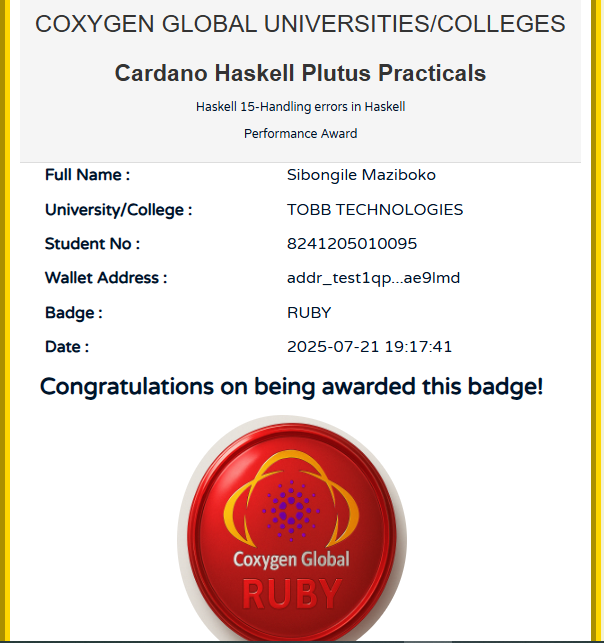 COXYGEN GLOBAL UNIVERSITIES/COLLEGES
Cardano Haskell Plutus Practicals
Haskell 15-Handling errors in Haskell
Performance Award
Full Name : Sibongile Maziboko
University/College : TOBB TECHNOLOGIES
Student No : 8241205010095
Wallet Address : addr_test1qp...ae9lmd
Badge : RUBY
Date : 2025-07-21 19:17:41
Congratulations on being awarded this badge!
Coxygen Global
RUBY